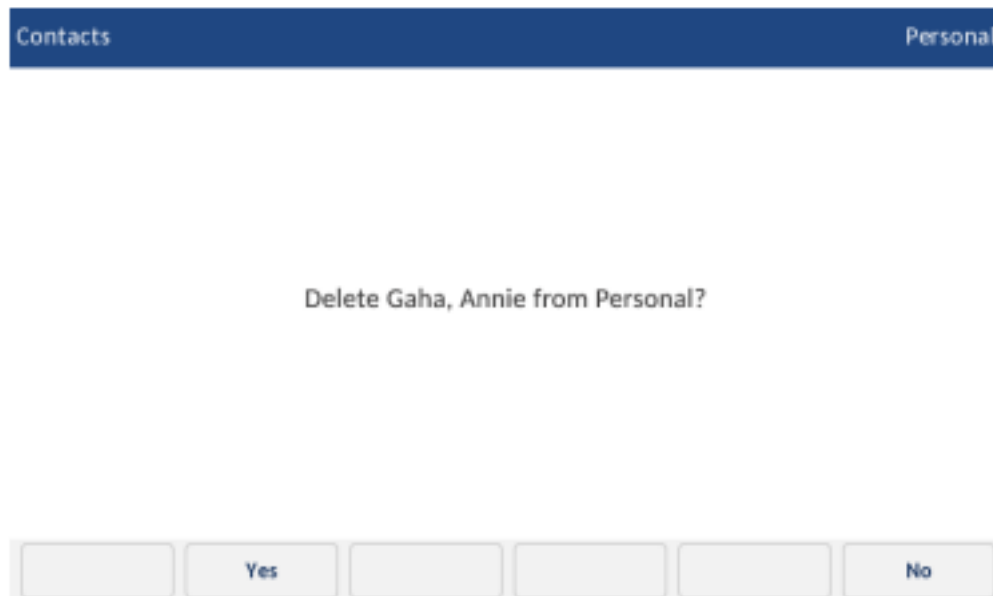 Contacts Personal
Delete Gaha, Annie from Personal?
Yes No